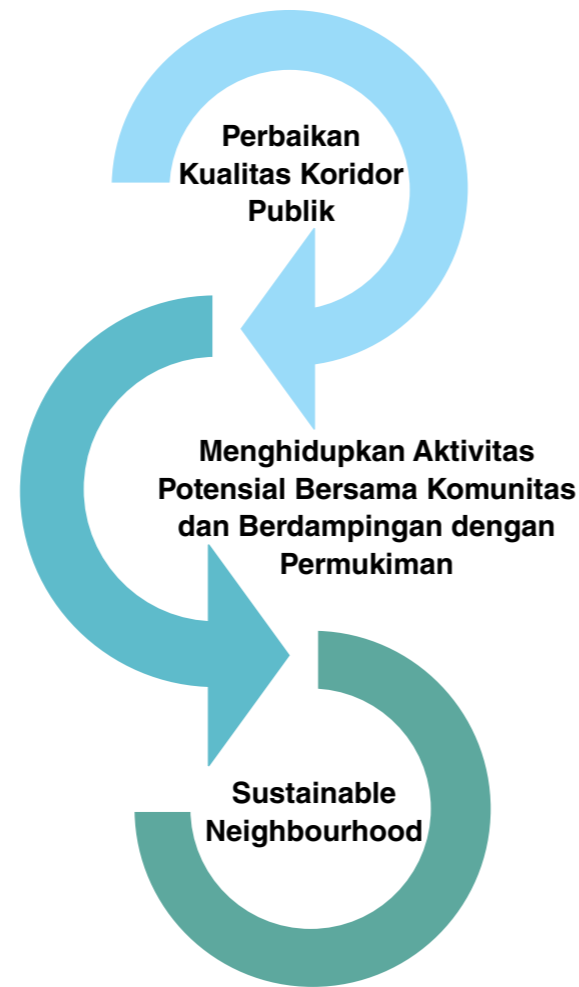 Perbaikan
Kualitas Koridor
Publik
Menghidupkan Aktivitas
Potensial Bersama Komunitas
dan Berdampingan dengan
Permukiman
Sustainable
Neighbourhood